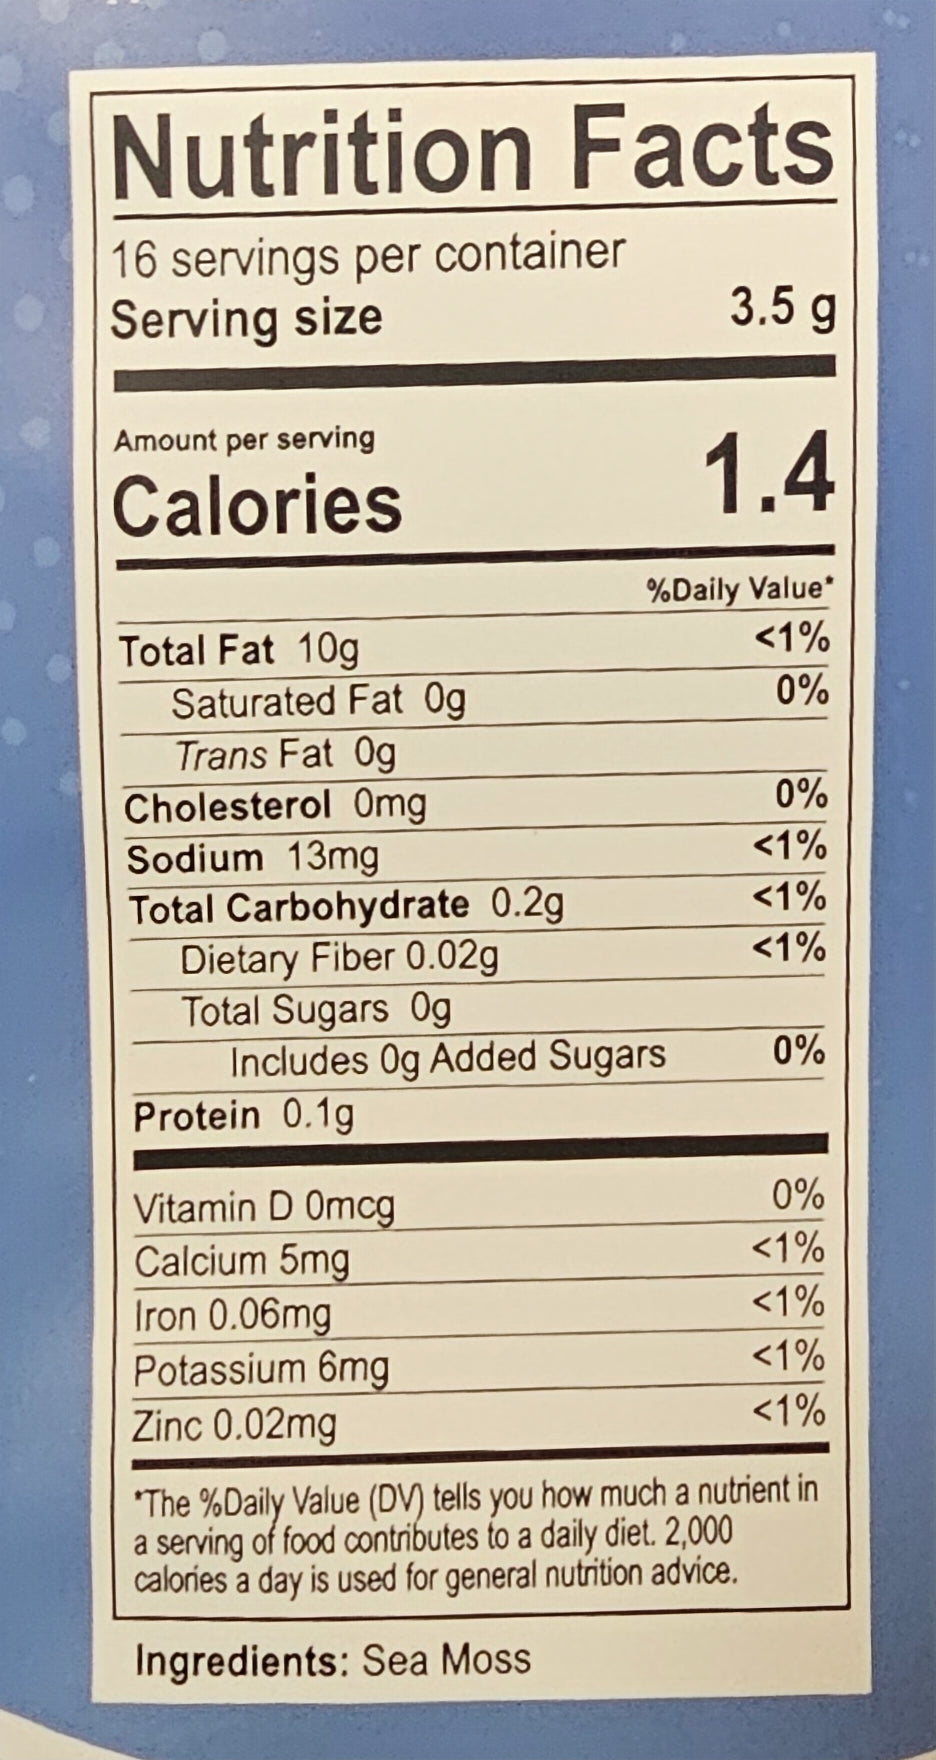 Nutrition Facts
16 servings per container
Serving size 3.5 g
Amount per serving
Calories 1.4
%Daily Value*
Total Fat 10g <1%
Saturated Fat 0g 0%
Trans Fat 0g
Cholesterol 0mg 0%
Sodium 13mg <1%
Total Carbohydrate 0.2g <1%
Dietary Fiber 0.02g <1%
Total Sugars 0g
Includes 0g Added Sugars 0%
Protein 0.1g
Vitamin D 0mcg 0%
Calcium 5mg <1%
Iron 0.06mg <1%
Potassium 6mg <1%
Zinc 0.02mg <1%
*The %Daily Value (DV) tells you how much a nutrient in
a serving of food contributes to a daily diet. 2,000
calories a day is used for general nutrition advice.
Ingredients: Sea Moss